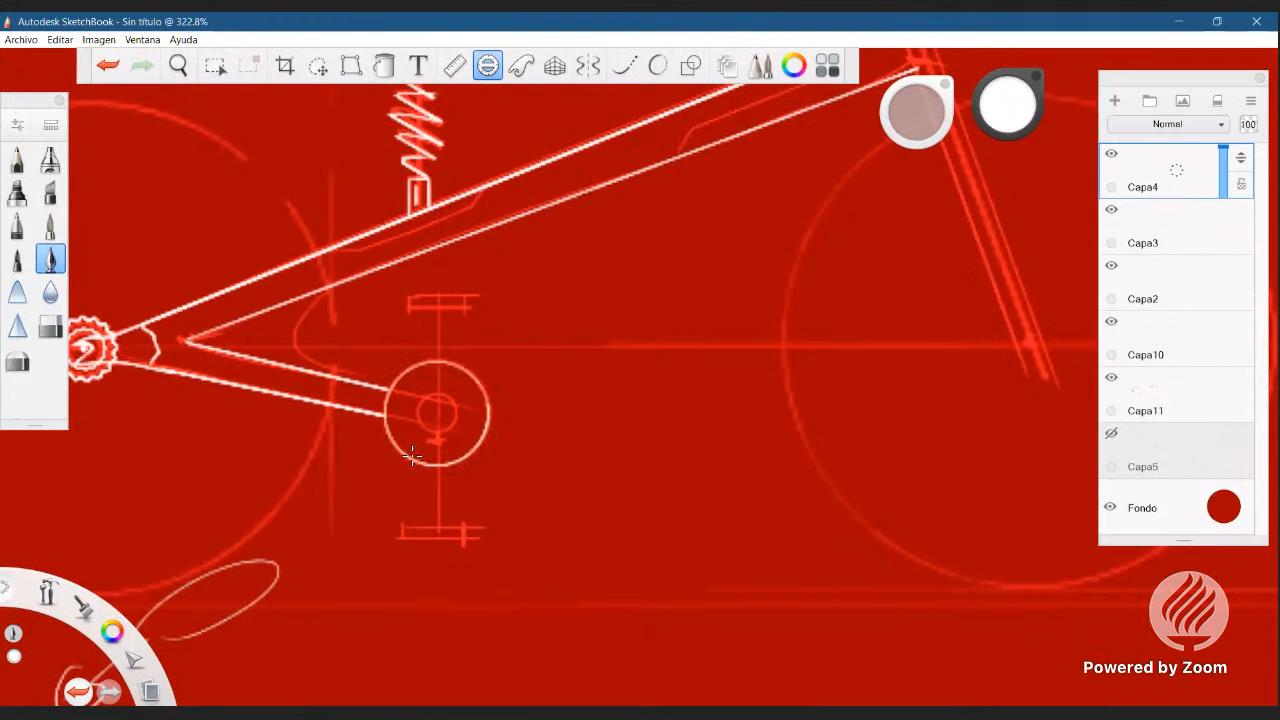 Autodesk SketchBook - Sin título @ 322.8%
Archivo Editar Imagen Ventana Ayuda
T
Normal
100
Capa4
Capa3
Capa2
Capa10
Capa11
Capa5
Fondo
Powered by Zoom